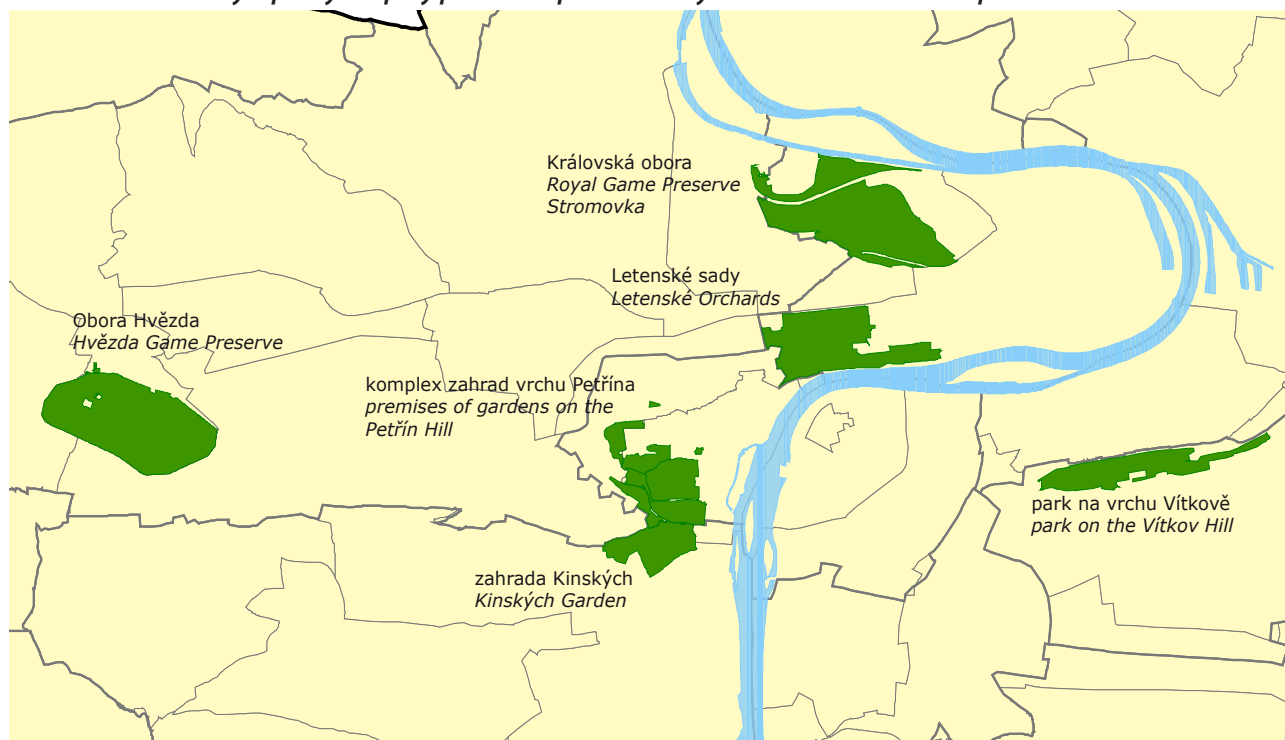 Královská obora
Royal Game Preserve
Stromovka
Letenské sady
Letenské Orchards
Obora Hvězda
Hvězda Game Preserve
komplex zahrad vrchu Petřína
premises of gardens on the
Petřín Hill
park na vrchu Vítkově
park on the Vítkov Hill
zahrada Kinských
Kinských Garden